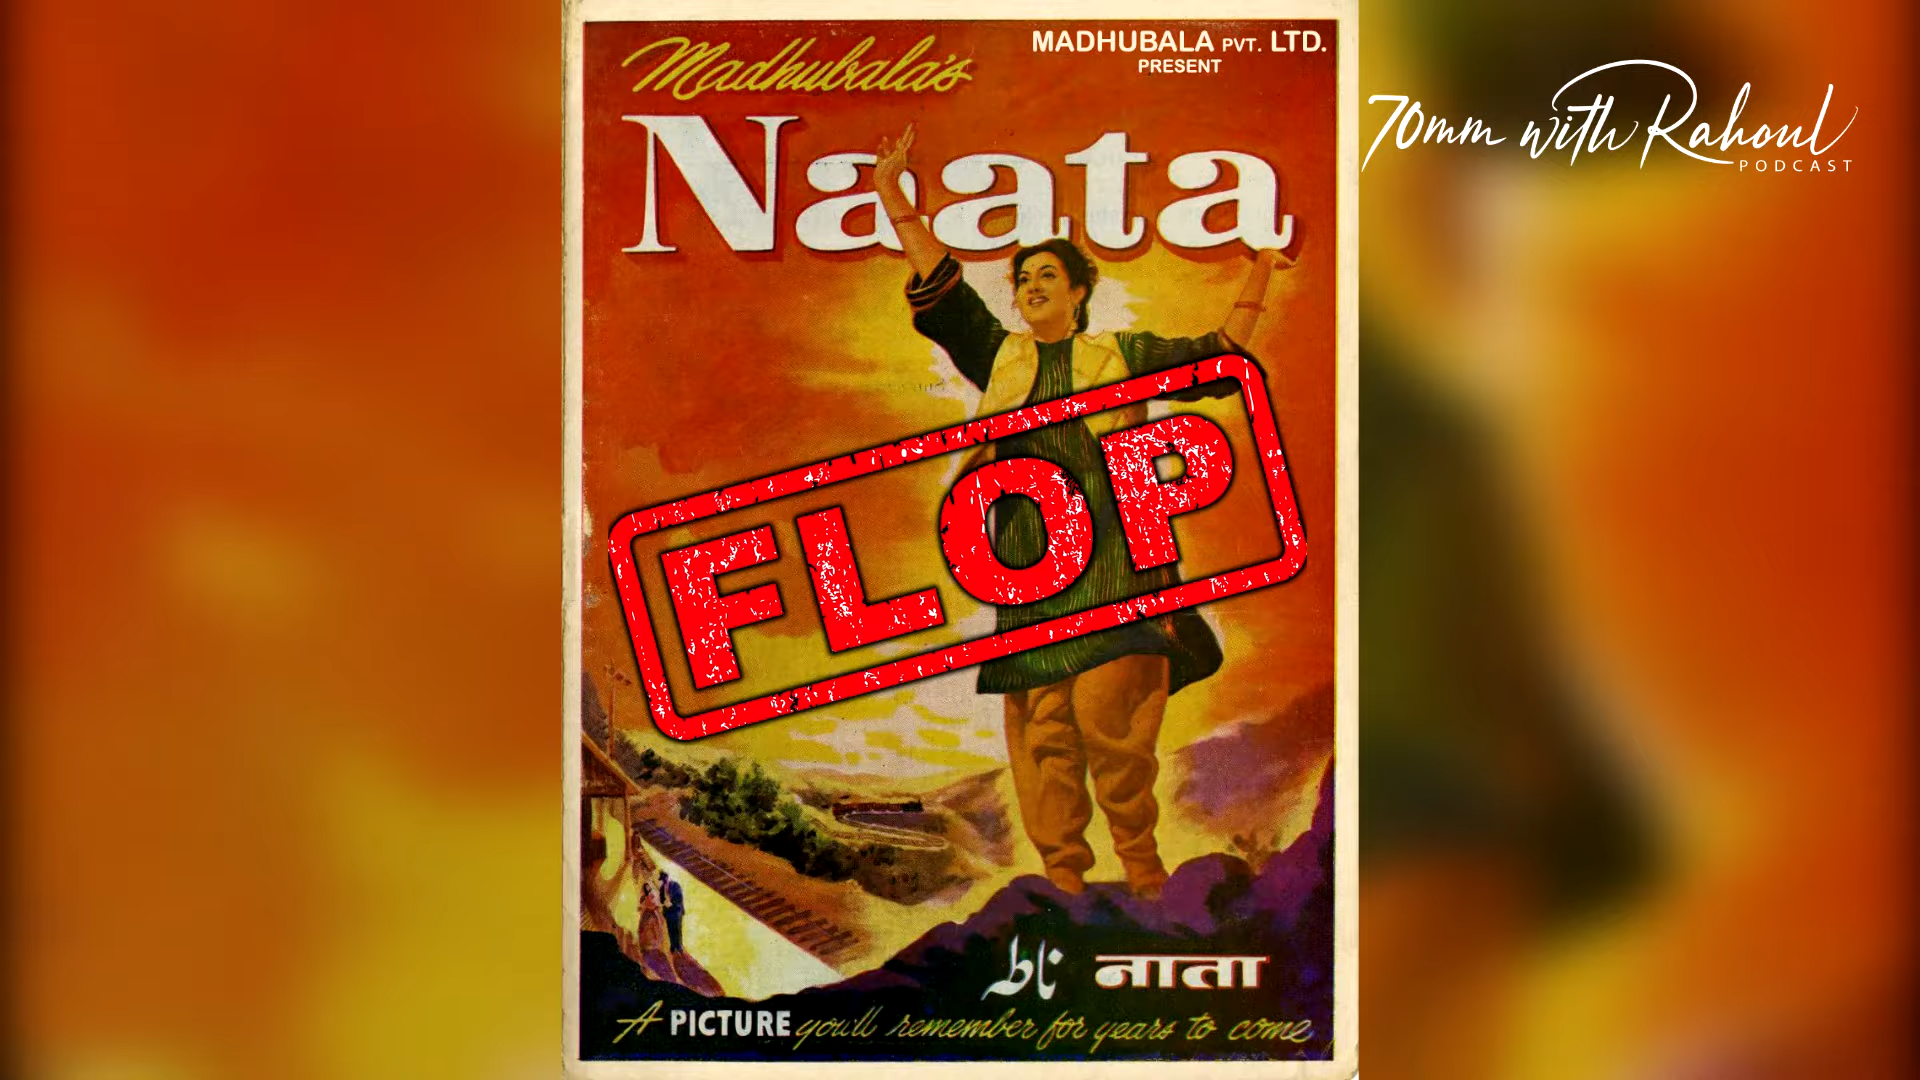 Madhubala's
MADHUBALA PVT. LTD.
PRESENT
70mm with Rahoul
PODCAST
Naata
FLOP
ناطہ नाता
A PICTURE you'll remember for years to come